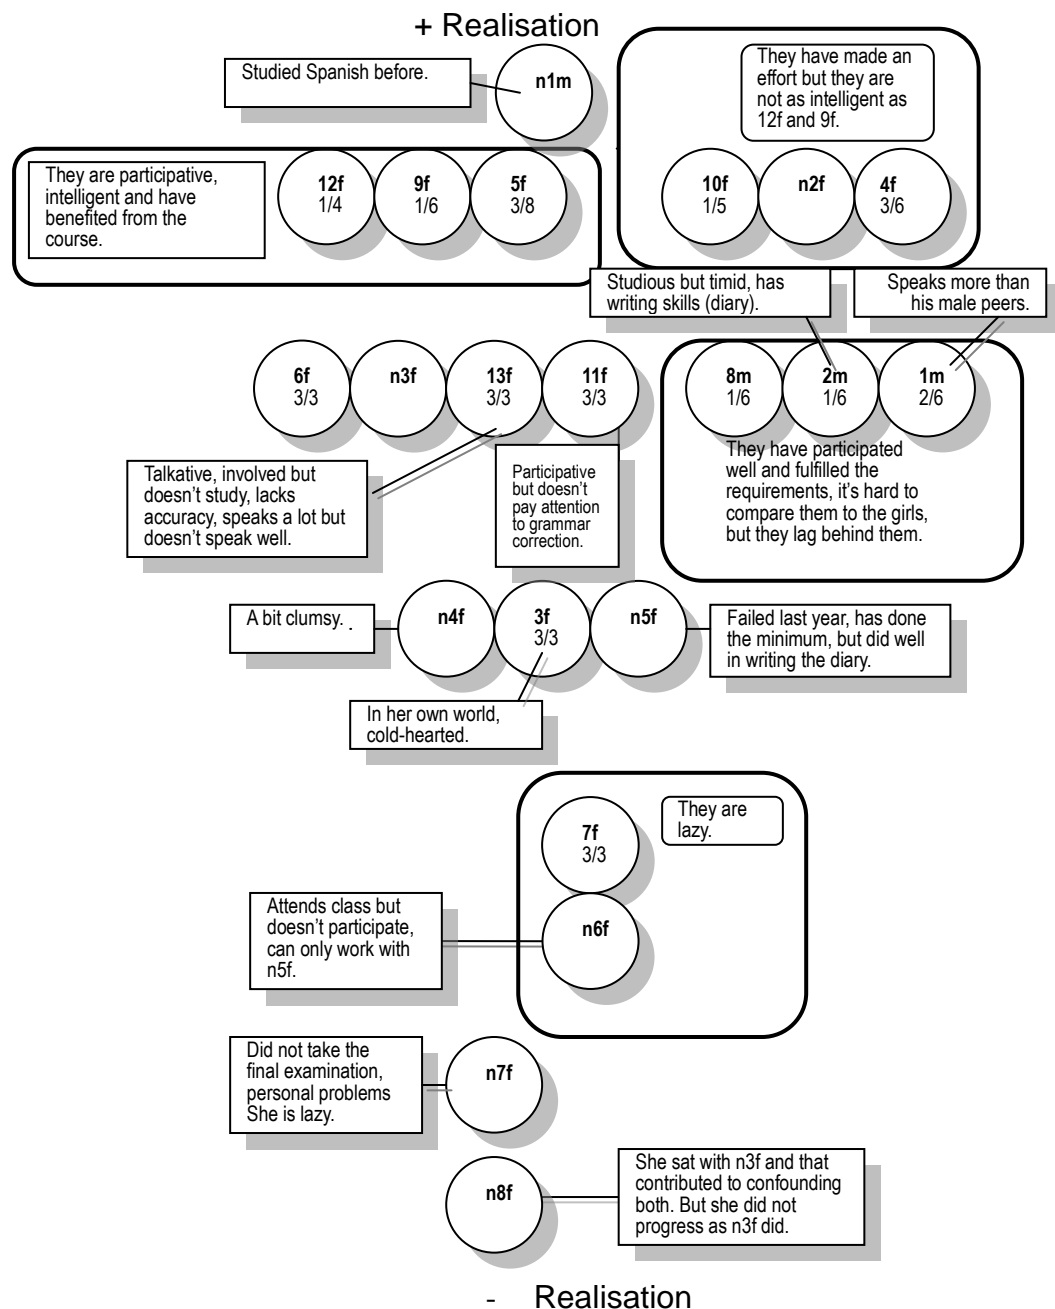 + Realisation
Studied Spanish before.
n1m
They have made an
effort but they are
not as intelligent as
12f and 9f.
They are participative,
intelligent and have
benefited from the
course.
12f
1/4
9f
1/6
5f
3/8
10f
1/5
n2f
4f
3/6
Studious but timid, has
writing skills (diary).
Speaks more than
his male peers.
6f
3/3
n3f
13f
3/3
11f
3/3
8m
1/6
2m
1/6
1m
2/6
They have participated
well and fulfilled the
requirements, it's hard to
compare them to the girls,
but they lag behind them.
Talkative, involved but
doesn't study, lacks
accuracy, speaks a lot but
doesn't speak well.
Participative
but doesn't
pay attention
to grammar
correction.
A bit clumsy. .
n4f
3f
3/3
n5f
Failed last year, has done
the minimum, but did well
in writing the diary.
In her own world,
cold-hearted.
7f
3/3
They are
lazy.
Attends class but
doesn't participate,
can only work with
n5f.
n6f
Did not take the
final examination,
personal problems
She is lazy.
n7f
n8f
She sat with n3f and that
contributed to confounding
both. But she did not
progress as n3f did.
- Realisation